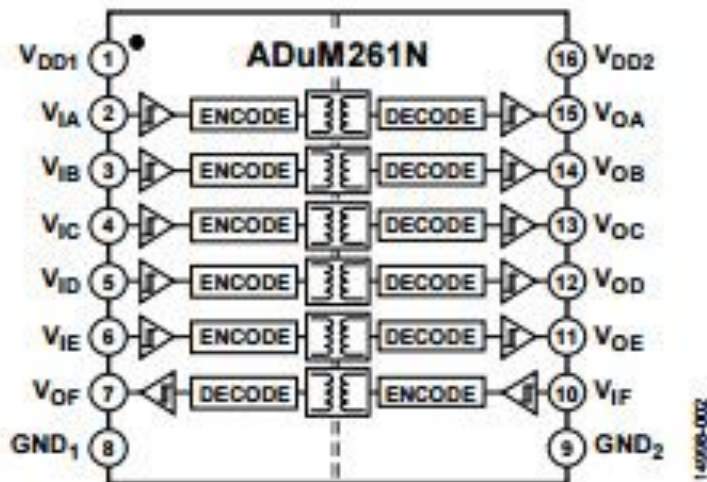 VDD1 1 ADuM261N 16 VDD2
VIA 2 ENCODE DECODE 15 VOA
VIB 3 ENCODE DECODE 14 VOB
VIC 4 ENCODE DECODE 13 VOC
VID 5 ENCODE DECODE 12 VOD
VIE 6 ENCODE DECODE 11 VOE
VOF 7 DECODE ENCODE 10 VIF
GND1 8 9 GND2